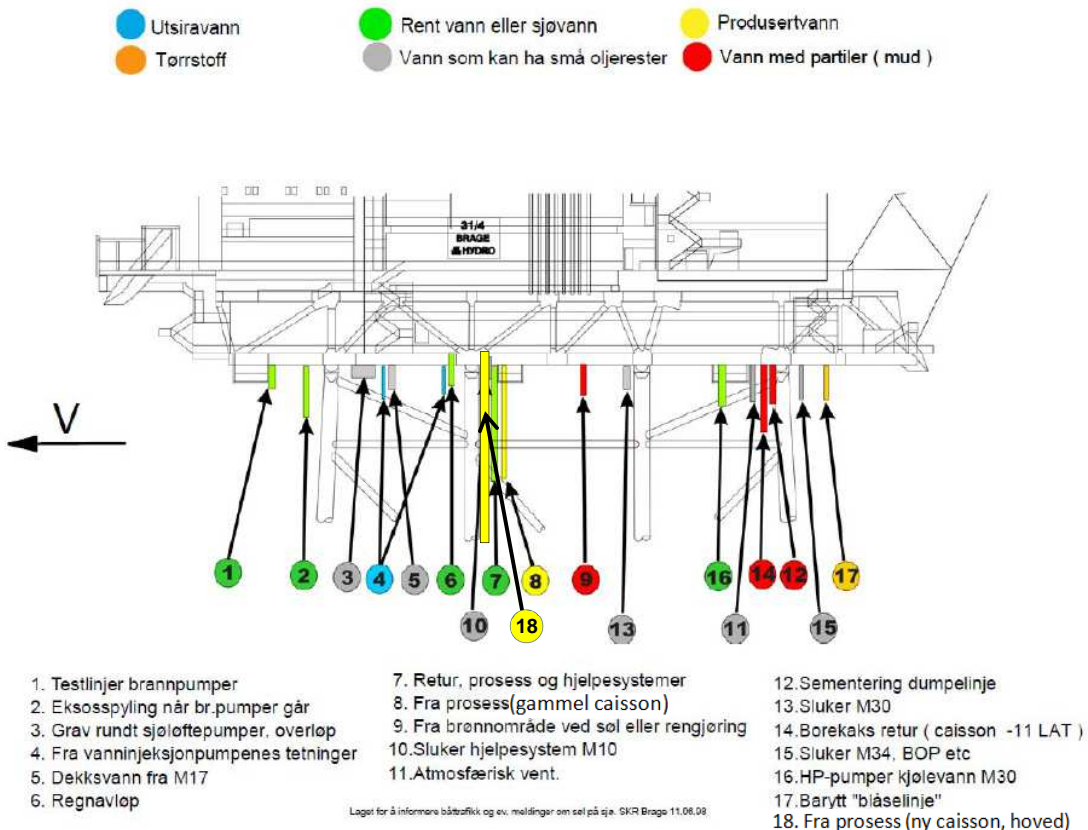 Utsiravann
Rent vann eller sjøvann
Produsertvann
Tørrstoff
Vann som kan ha små oljerester
Vann med partiler ( mud )
31/4
BRAGE
HYDRO
V
1
2
3
4
5
6
7
8
9
16
14
12
17
10
18
13
11
15
1. Testlinjer brannpumper
2. Eksosspyling når br.pumper går
3. Grav rundt sjøløftepumper, overløp
4. Fra vanninjeksjonpumpenes tetninger
5. Dekksvann fra M17
6. Regnavløp
7. Retur, prosess og hjelpesystemer
8. Fra prosess(gammel caisson)
9. Fra brønnområde ved søl eller rengjøring
10.Sluker hjelpesystem M10
11.Atmosfærisk vent.
12.Sementering dumpelinje
13.Sluker M30
14.Borekaks retur ( caisson -11 LAT )
15.Sluker M34, BOP etc
16.HP-pumper kjølevann M30
17.Barytt "blåselinje"
18. Fra prosess (ny caisson, hoved)
Laget for å informere båttrafikk og ev. meldinger om søl på sjø. SKR Brage 11.06.98